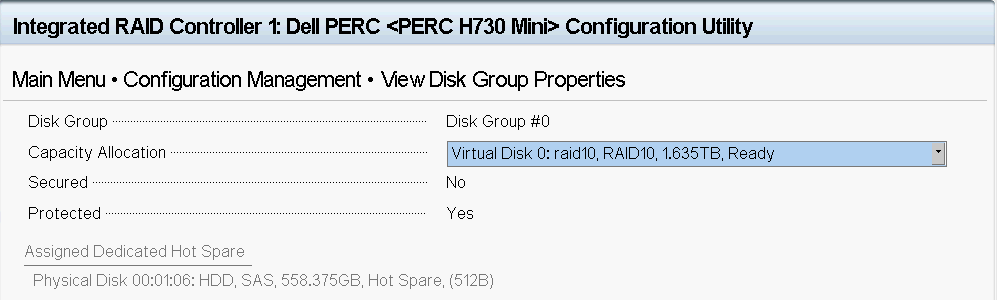 Integrated RAID Controller 1: Dell PERC <PERC H730 Mini> Configuration Utility
Main Menu • Configuration Management • View Disk Group Properties
Disk Group Disk Group #0
Capacity Allocation Virtual Disk 0: raid10, RAID10, 1.635TB, Ready
Secured No
Protected Yes
Assigned Dedicated Hot Spare
Physical Disk 00:01:06: HDD, SAS, 558.375GB, Hot Spare, (512B)